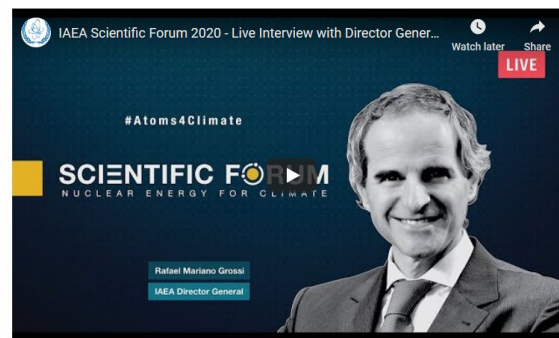 IAEA Scientific Forum 2020 - Live Interview with Director Gener...
Watch later
Share
LIVE
#Atoms4Climate
SCIENTIFIC FORUM
NUCLEAR ENERGY FOR CLIMATE
Rafael Mariano Grossi
IAEA Director General